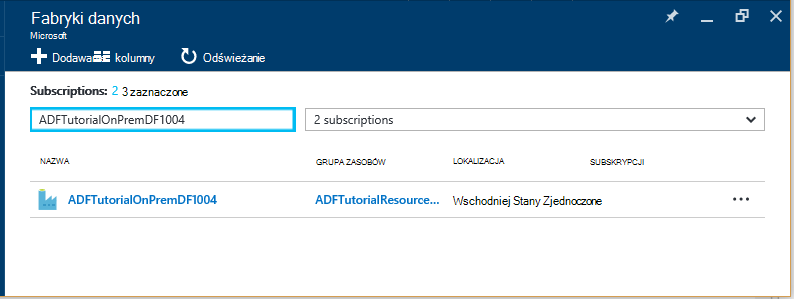 Fabryki danych
Microsoft
Dodawa kolumny Odświeżanie
Subscriptions: 2 3 zaznaczone
ADFTutorialOnPremDF1004 2 subscriptions
NAZWA GRUPA ZASOBÓW LOKALIZACJA SUBSKRYPCJI
ADFTutorialOnPremDF1004 ADFTutorialResource... Wschodniej Stany Zjednoczone